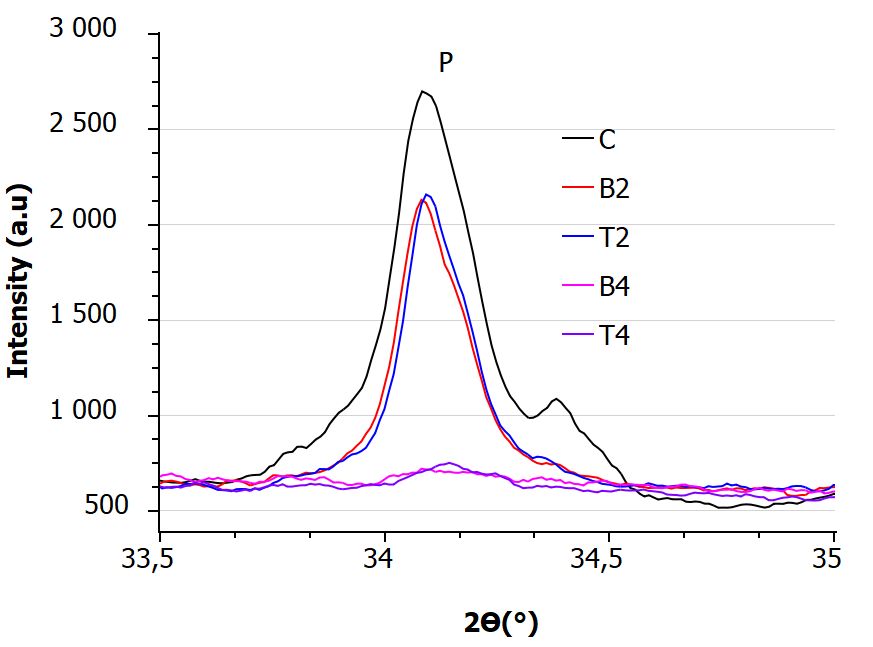 3 000
P
2 500
C
B2
2 000
T2
B4
1 500
T4
1 000
500
Intensity (a.u)
33,5
34
34,5
35
2Ө(°)